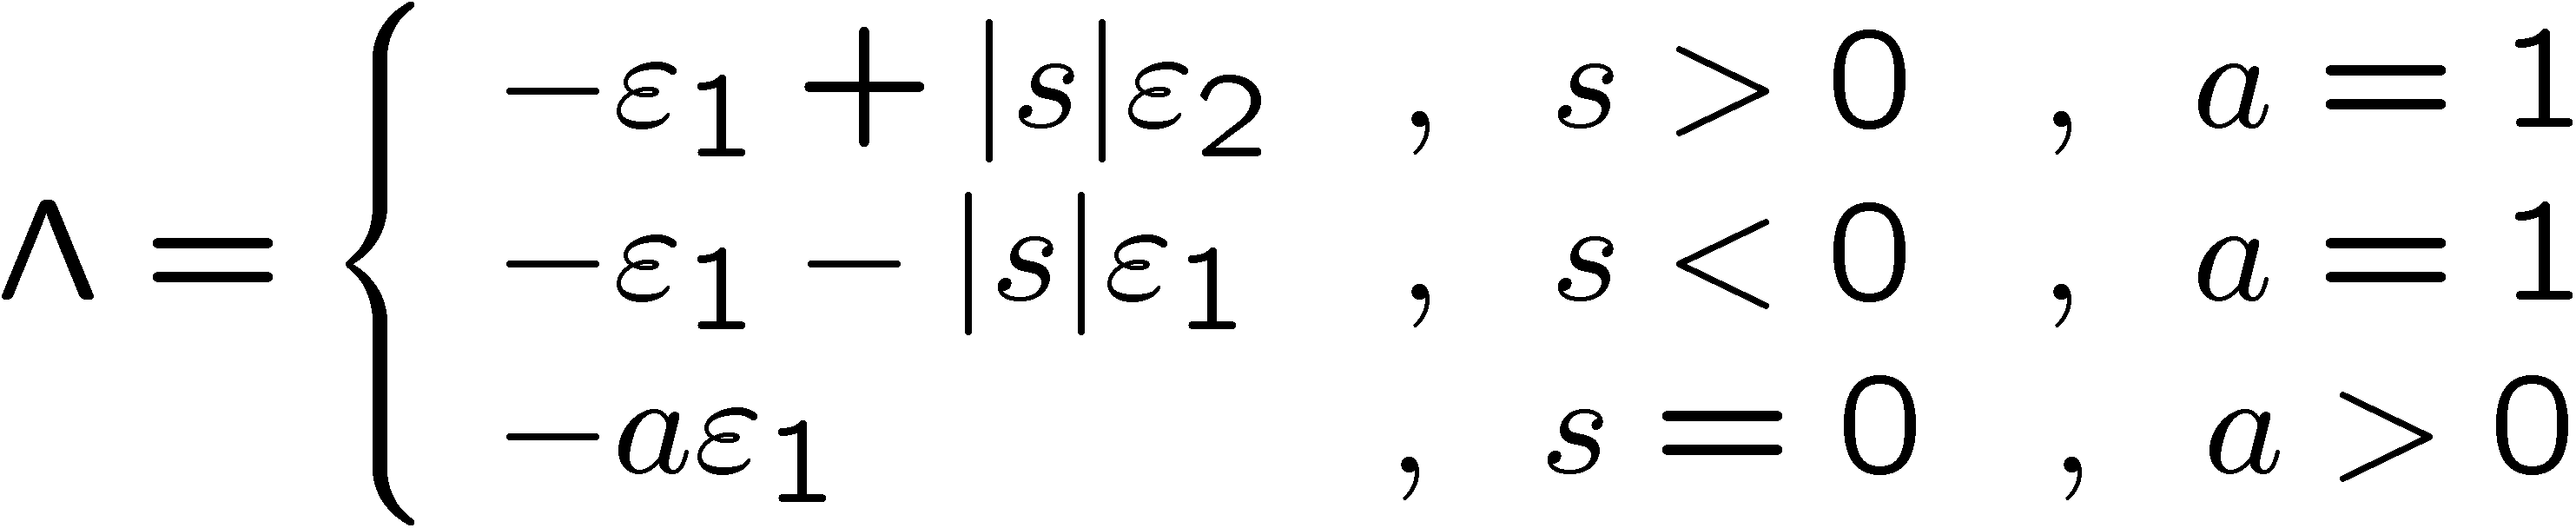 Λ = { −ε₁ + |s|ε₂ , s > 0 , a = 1
−ε₁ − |s|ε₁ , s < 0 , a = 1
−aε₁ , s = 0 , a > 0